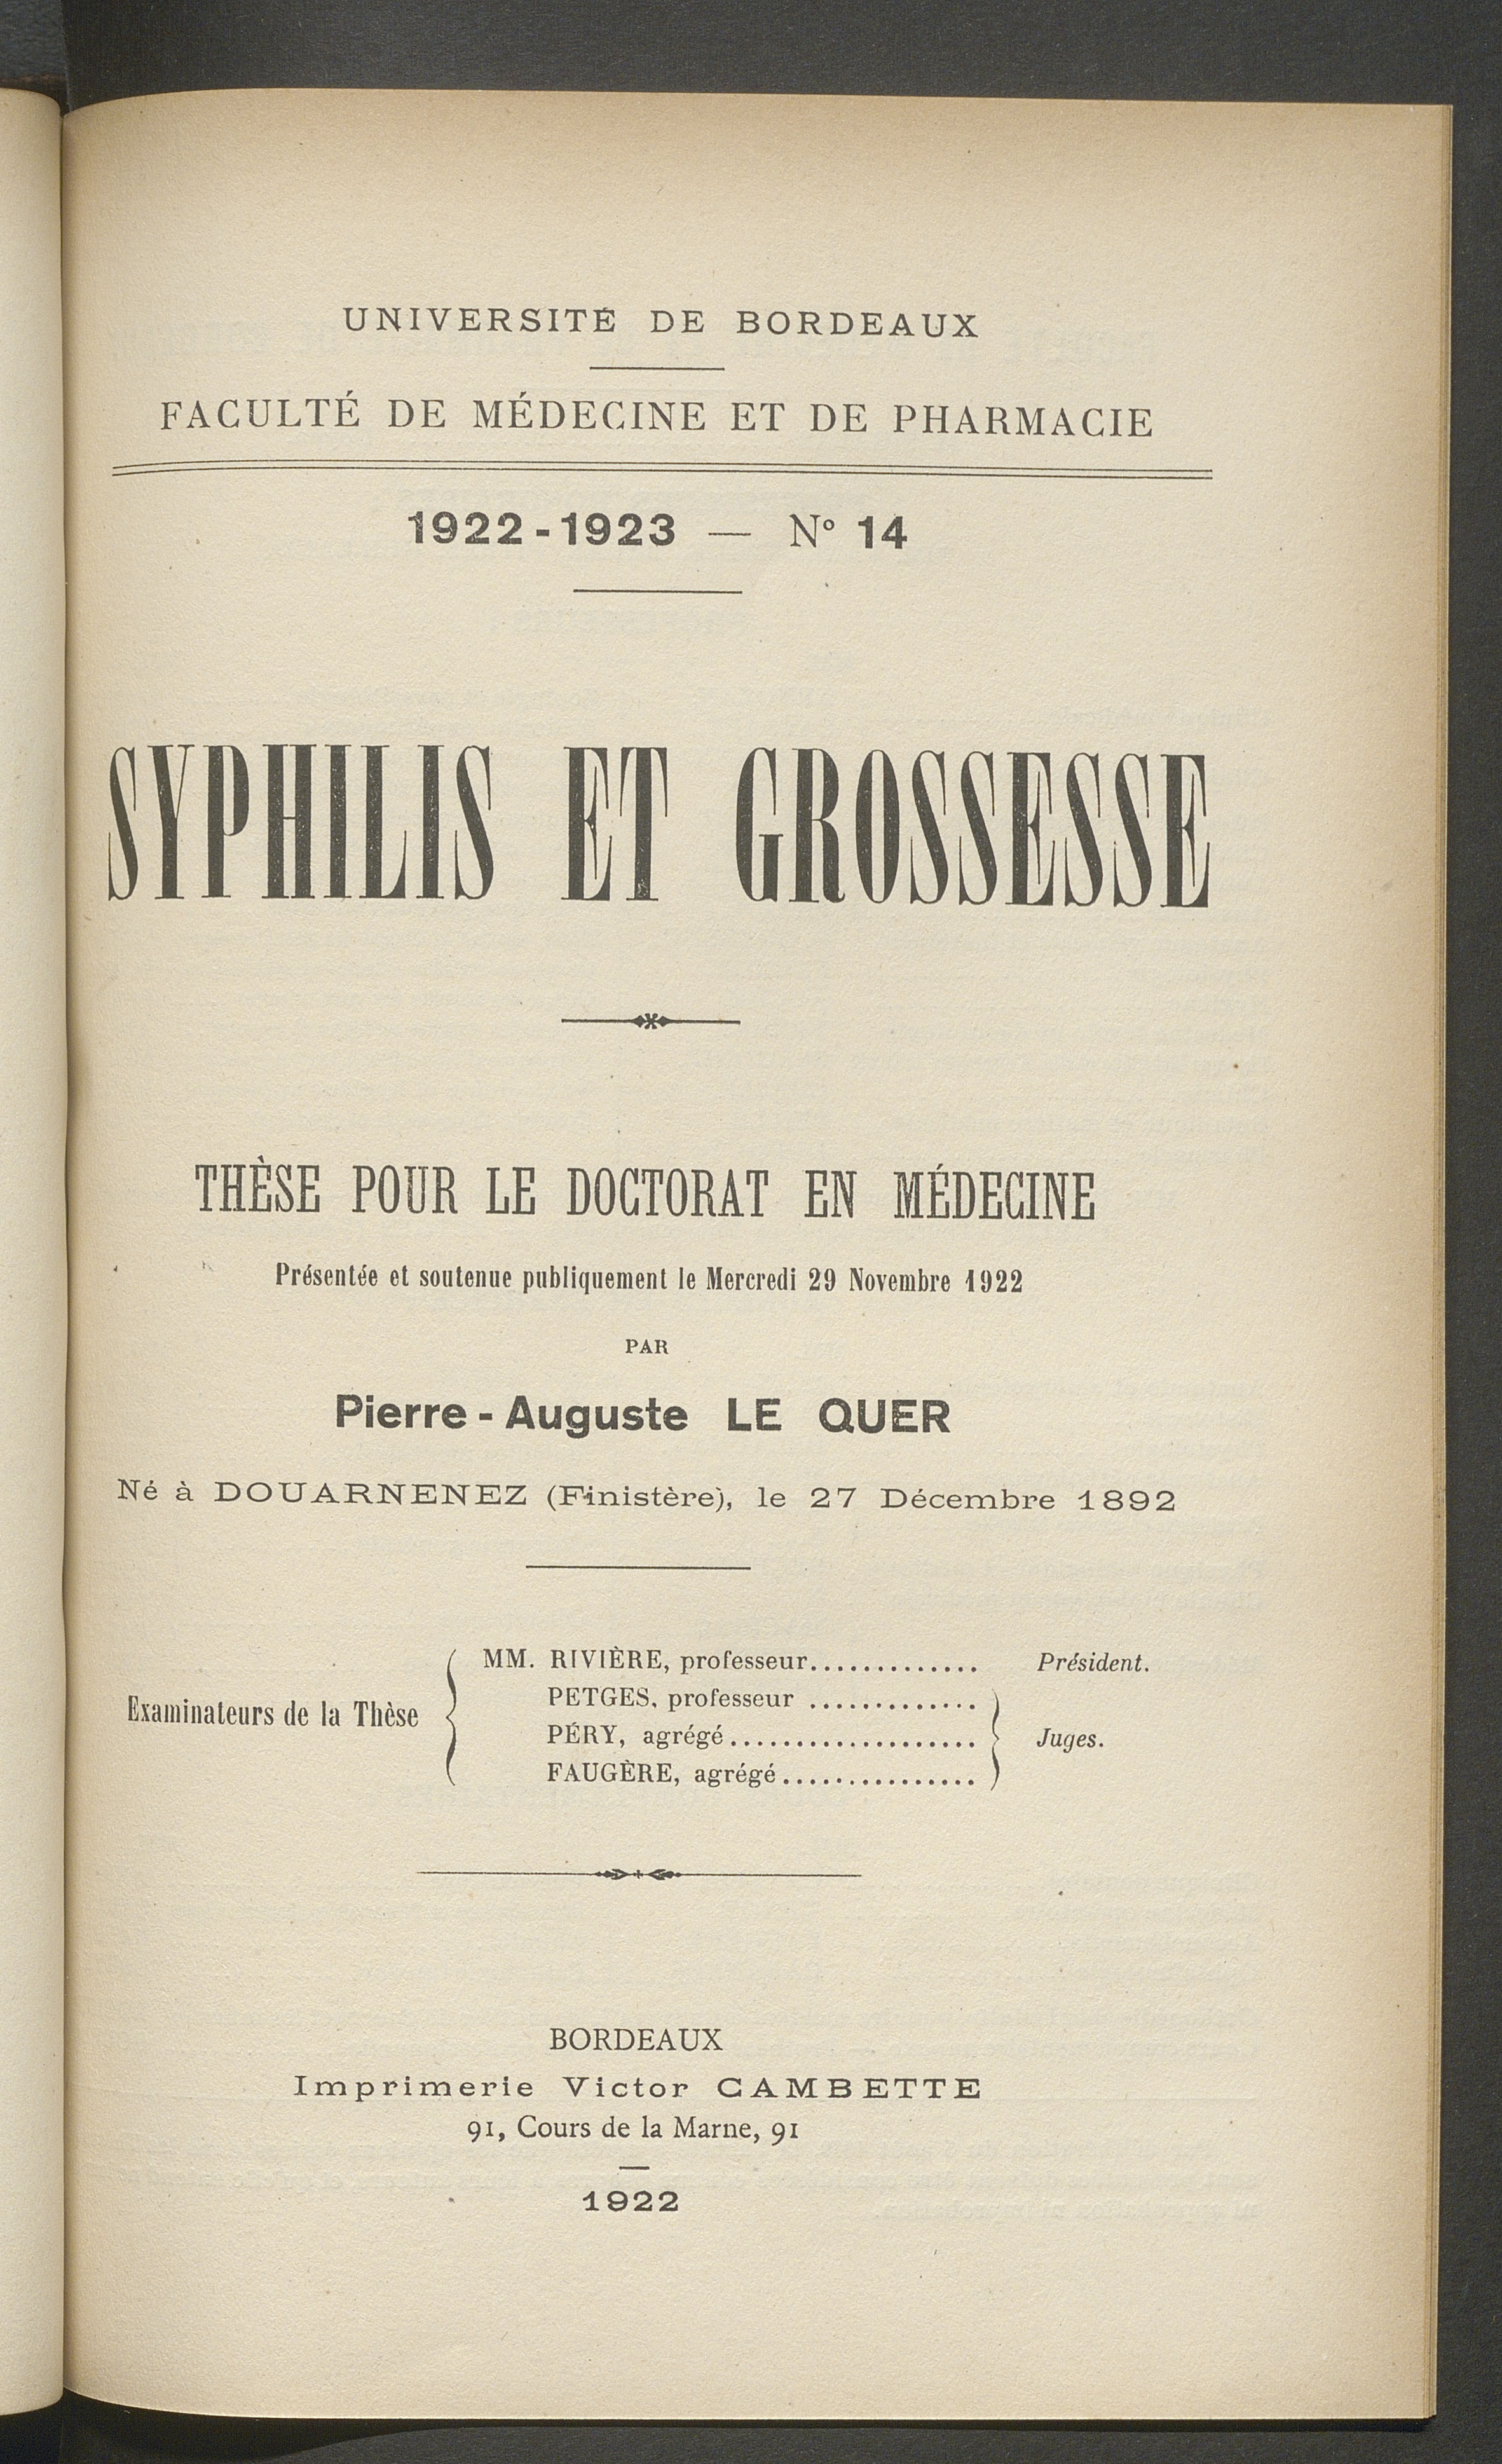 UNIVERSITÉ DE BORDEAUX
FACULTÉ DE MÉDECINE ET DE PHARMACIE
1922-1923 — N° 14
SYPHILIS ET GROSSESSE
THÈSE POUR LE DOCTORAT EN MÉDECINE
Présentée et soutenue publiquement le Mercredi 29 Novembre 1922
PAR
Pierre-Auguste LE QUER
Né à DOUARNENEZ (Finistère), le 27 Décembre 1892
MM. RIVIÈRE, professeur............. Président.
PETGES, professeur .............
Examinateurs de la Thèse
PÉRY, agrégé................... Juges.
FAUGÈRE, agrégé...............
BORDEAUX
Imprimerie Victor CAMBETTE
91, Cours de la Marne, 91
1922